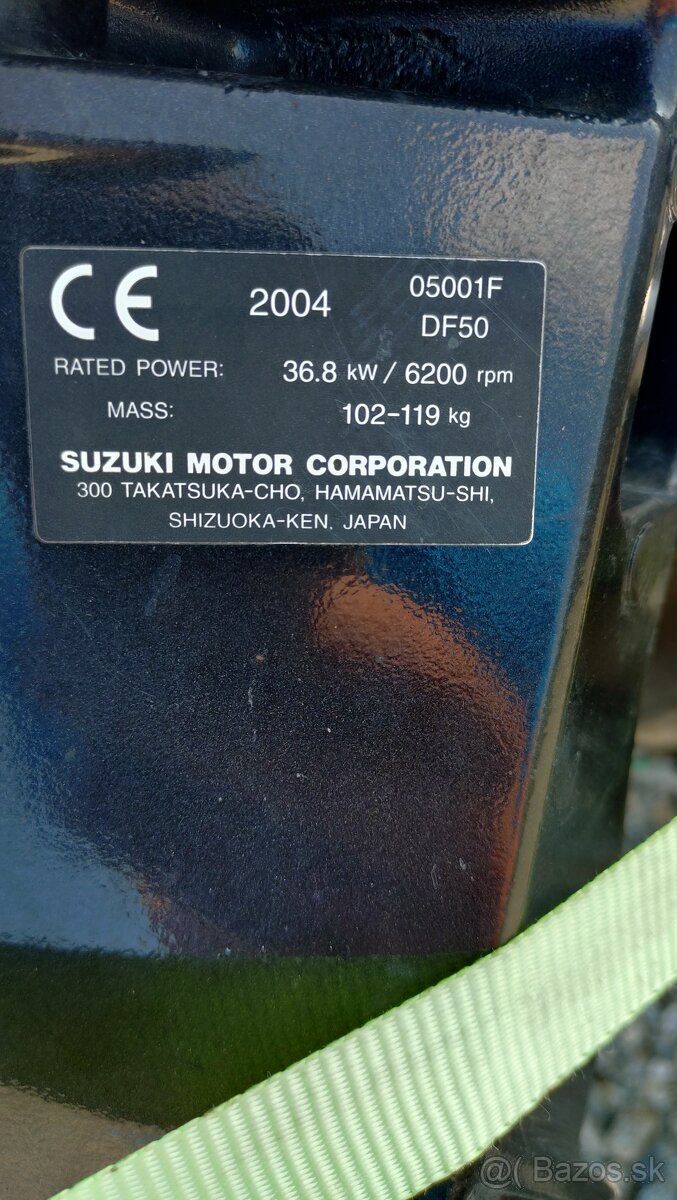 CE 2004 05001F
DF50
RATED POWER: 36.8 kW / 6200 rpm
MASS: 102-119 kg
SUZUKI MOTOR CORPORATION
300 TAKATSUKA-CHO, HAMAMATSU-SHI,
SHIZUOKA-KEN, JAPAN
@( Bazos.sk